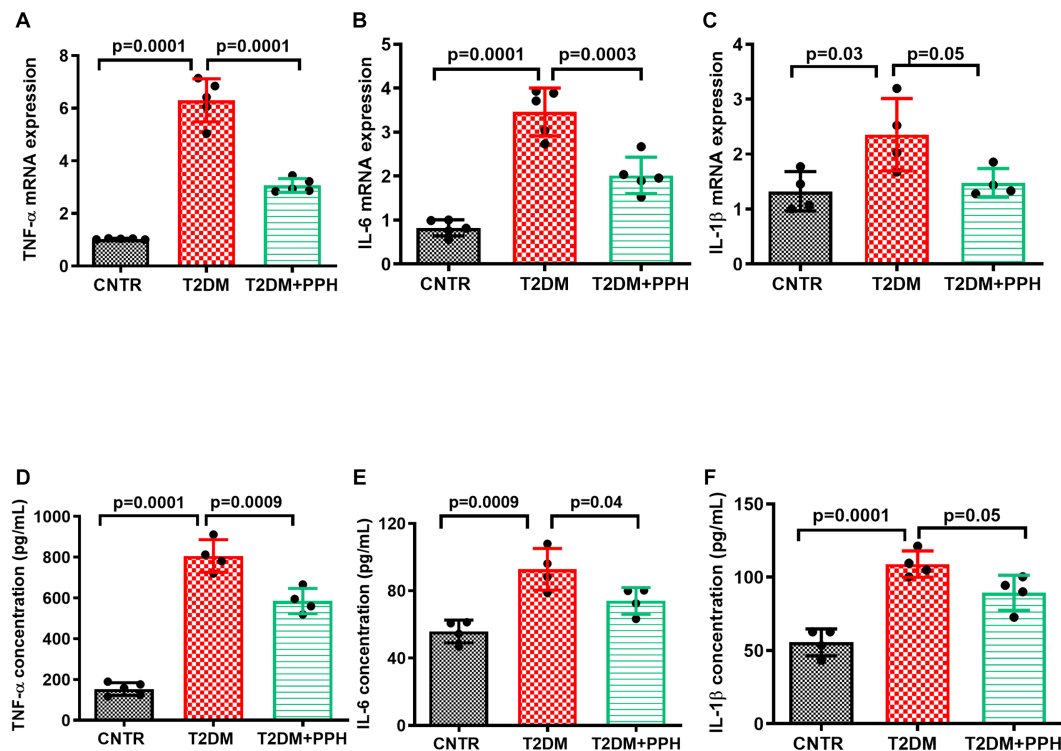 A
TNF-α mRNA expression
p=0.0001 p=0.0001
8
6
4
2
0
CNTR T2DM T2DM+PPH
B
IL-6 mRNA expression
p=0.0001 p=0.0003
5
4
3
2
1
0
CNTR T2DM T2DM+PPH
C
IL-1β mRNA expression
p=0.03 p=0.05
4
3
2
1
0
CNTR T2DM T2DM+PPH
D
TNF-α concentration (pg/mL)
p=0.0001 p=0.0009
1000
800
600
400
200
0
CNTR T2DM T2DM+PPH
E
IL-6 concentration (pg/mL)
p=0.0009 p=0.04
120
80
40
0
CNTR T2DM T2DM+PPH
F
IL-1β concentration (pg/mL)
p=0.0001 p=0.05
150
100
50
0
CNTR T2DM T2DM+PPH